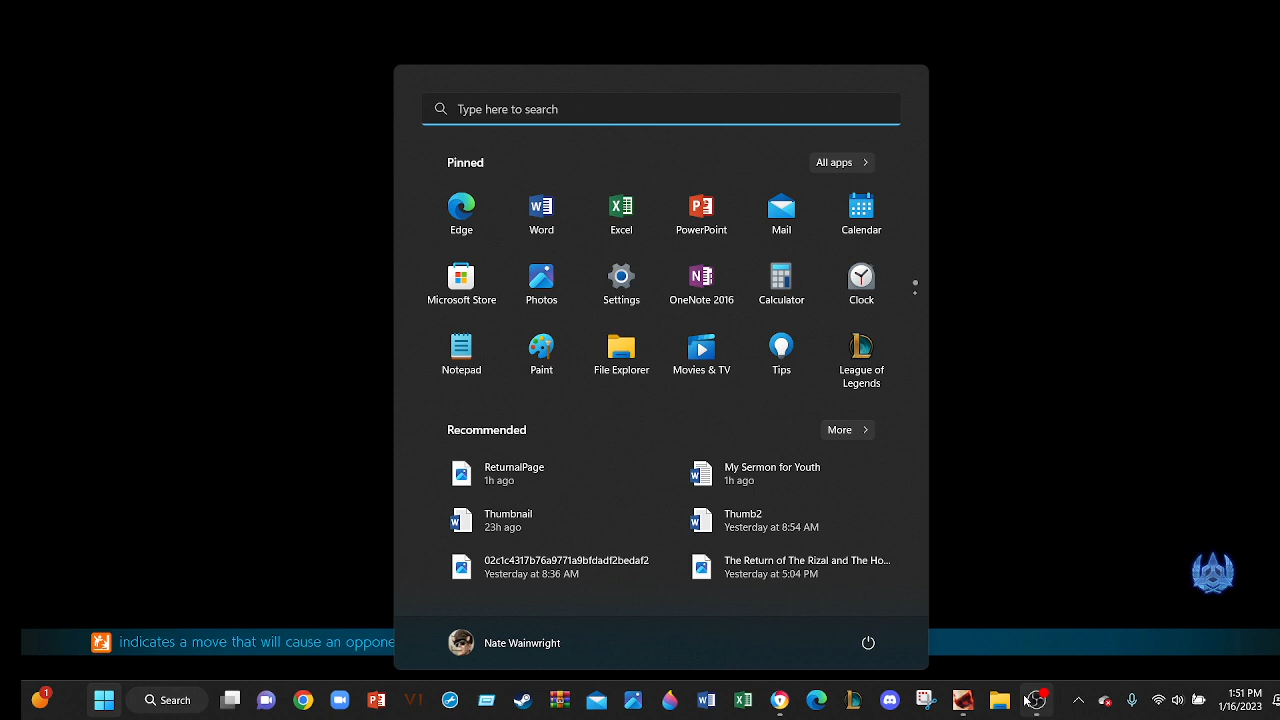 Type here to search
Pinned
All apps
Edge
Word
Excel
PowerPoint
Mail
Calendar
Microsoft Store
Photos
Settings
OneNote 2016
Calculator
Clock
Notepad
Paint
File Explorer
Movies & TV
Tips
League of
Legends
Recommended
More
ReturnalPage
1h ago
My Sermon for Youth
1h ago
Thumbnail
23h ago
Thumb2
Yesterday at 8:54 AM
02c1c4317b76a9771a9bfdadf2bedaf2
Yesterday at 8:36 AM
The Return of The Rizal and The Ho...
Yesterday at 5:04 PM
indicates a move that will cause an oppone
Nate Wainwright
1
Search
V1
1:51 PM
1/16/2023